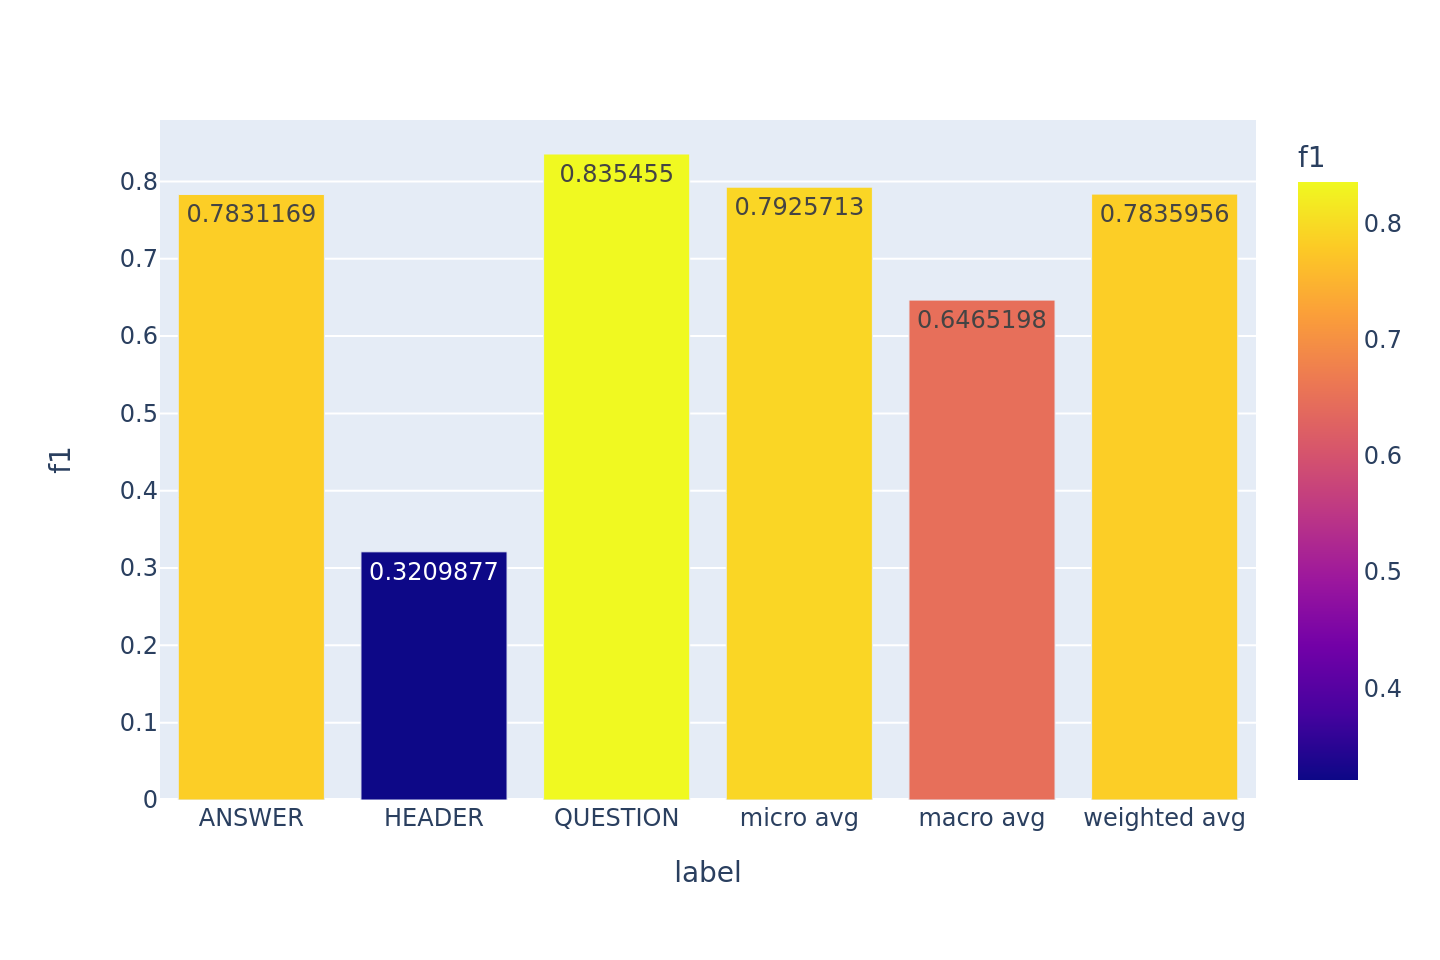 f1
0.8
0.7
0.6
0.5
0.4
0.3
0.2
0.1
0
0.7831169
0.3209877
0.835455
0.7925713
0.6465198
0.7835956
ANSWER
HEADER
QUESTION
micro avg
macro avg
weighted avg
label
f1
0.8
0.7
0.6
0.5
0.4